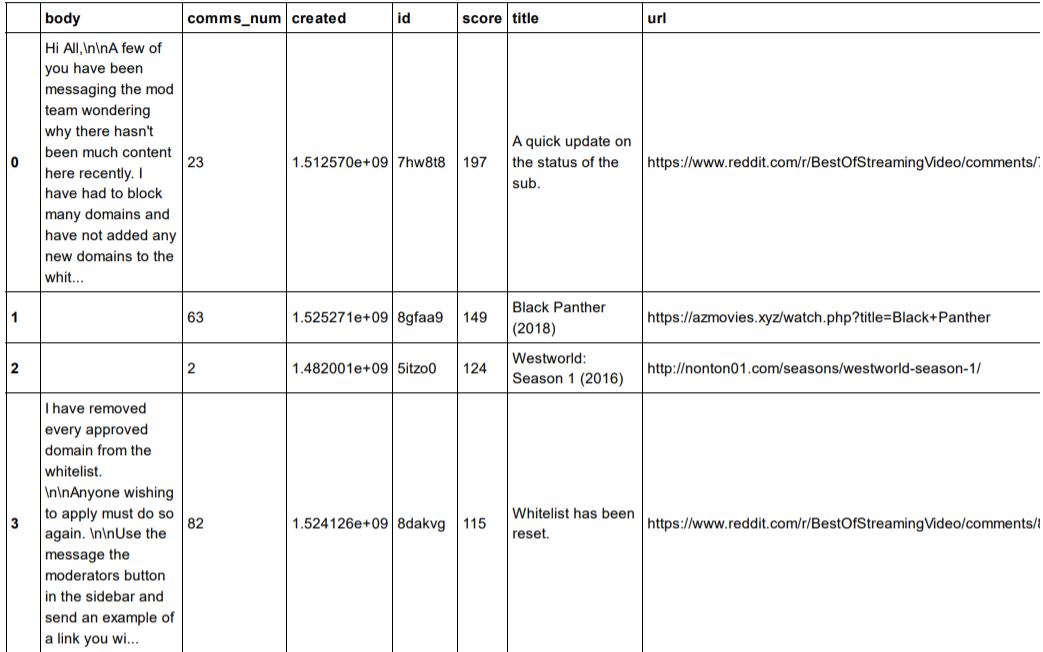 body comms_num created id score title url
Hi All,\n\nA few of
you have been
messaging the mod
team wondering
why there hasn't
been much content
here recently. I
have had to block
many domains and
have not added any
new domains to the
whit...
0 23 1.512570e+09 7hw8t8 197
A quick update on
the status of the
sub.
https://www.reddit.com/r/BestOfStreamingVideo/comments/7
1 63 1.525271e+09 8gfaa9 149
Black Panther
(2018)
https://azmovies.xyz/watch.php?title=Black+Panther
2 2 1.482001e+09 5itzo0 124
Westworld:
Season 1 (2016)
http://nonton01.com/seasons/westworld-season-1/
I have removed
every approved
domain from the
whitelist.
\n\nAnyone wishing
to apply must do so
again. \n\nUse the
message the
moderators button
in the sidebar and
send an example of
a link you wi...
3 82 1.524126e+09 8dakvg 115
Whitelist has been
reset.
https://www.reddit.com/r/BestOfStreamingVideo/comments/8